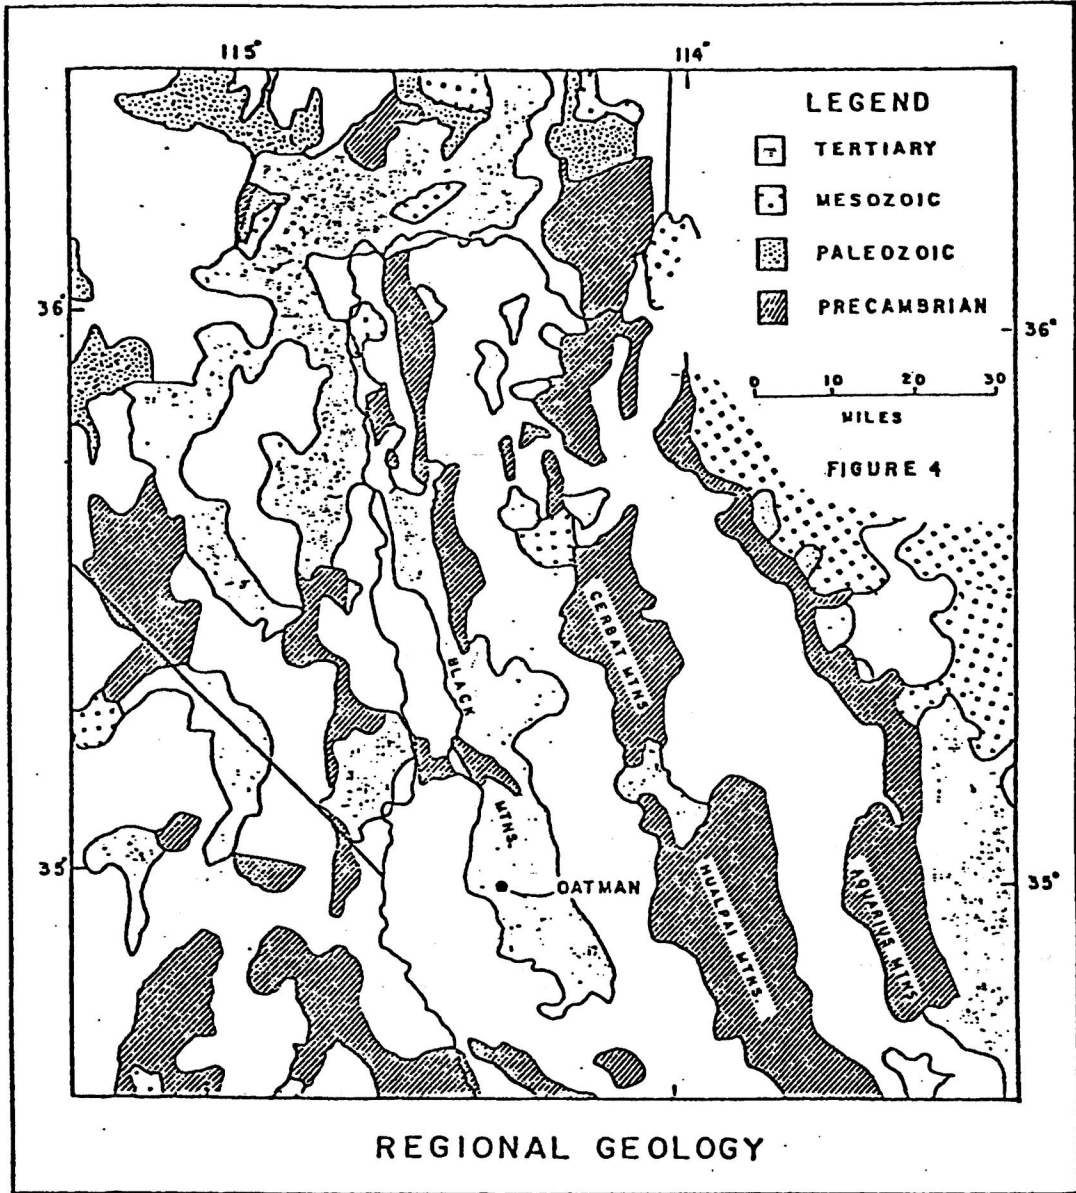 115° 114°
LEGEND
TERTIARY
MESOZOIC
PALEOZOIC
PRECAMBRIAN
36° 36°
0 10 20 30
MILES
FIGURE 4
CERBAT MTNS
BLACK
MTNS.
35° 35°
OATMAN
HUALPAI MTNS.
AQUARIUS MTNS.
REGIONAL GEOLOGY